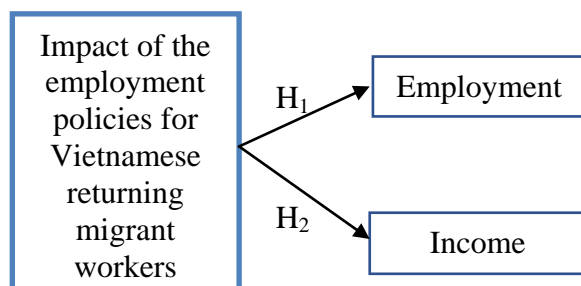 Impact of the
employment
policies for
Vietnamese
returning
migrant
workers
H1
Employment
H2
Income